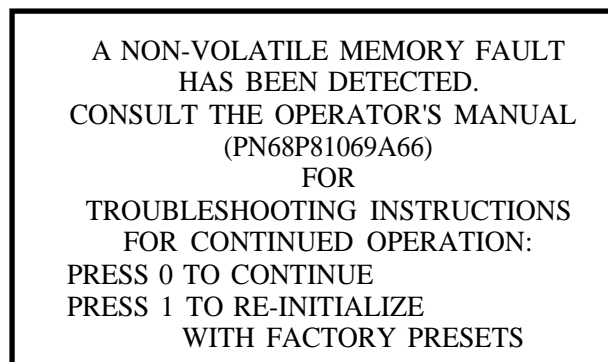 A NON-VOLATILE MEMORY FAULT
HAS BEEN DETECTED.
CONSULT THE OPERATOR'S MANUAL
(PN68P81069A66)
FOR
TROUBLESHOOTING INSTRUCTIONS
FOR CONTINUED OPERATION:
PRESS 0 TO CONTINUE
PRESS 1 TO RE-INITIALIZE
WITH FACTORY PRESETS